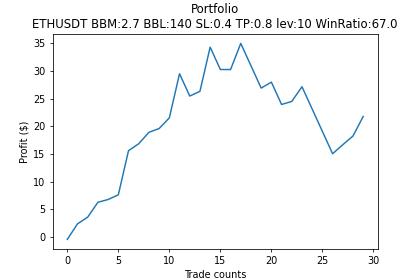 Portfolio
ETHUSDT BBM:2.7 BBL:140 SL:0.4 TP:0.8 lev:10 WinRatio:67.0
35
30
25
20
15
10
5
0
Profit ($)
0 5 10 15 20 25 30
Trade counts